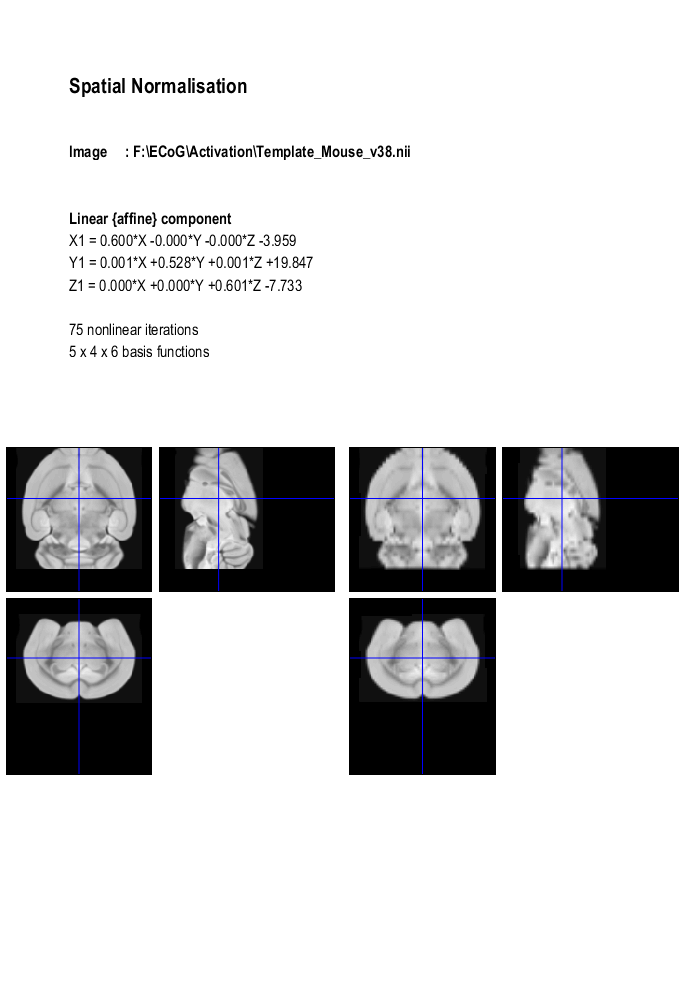 Spatial Normalisation
Image : F:\ECoG\Activation\Template_Mouse_v38.nii
Linear {affine} component
X1 = 0.600*X -0.000*Y -0.000*Z -3.959
Y1 = 0.001*X +0.528*Y +0.001*Z +19.847
Z1 = 0.000*X +0.000*Y +0.601*Z -7.733
75 nonlinear iterations
5 x 4 x 6 basis functions